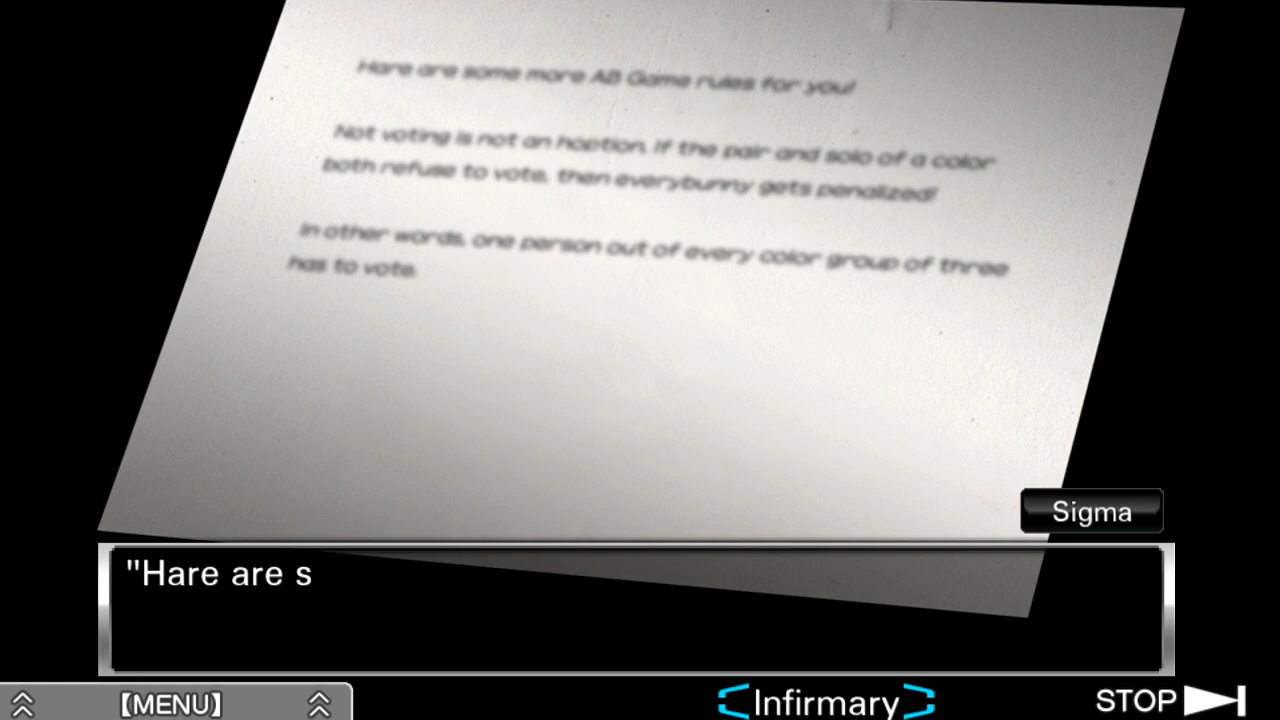 Hare are some more AB Game rules for you!
Not voting is not an hoption. If the pair and solo of a color
both refuse to vote, then everybunny gets penalized!
In other words, one person out of every color group of three
has to vote.
Sigma
"Hare are s
【MENU】
Infirmary
STOP